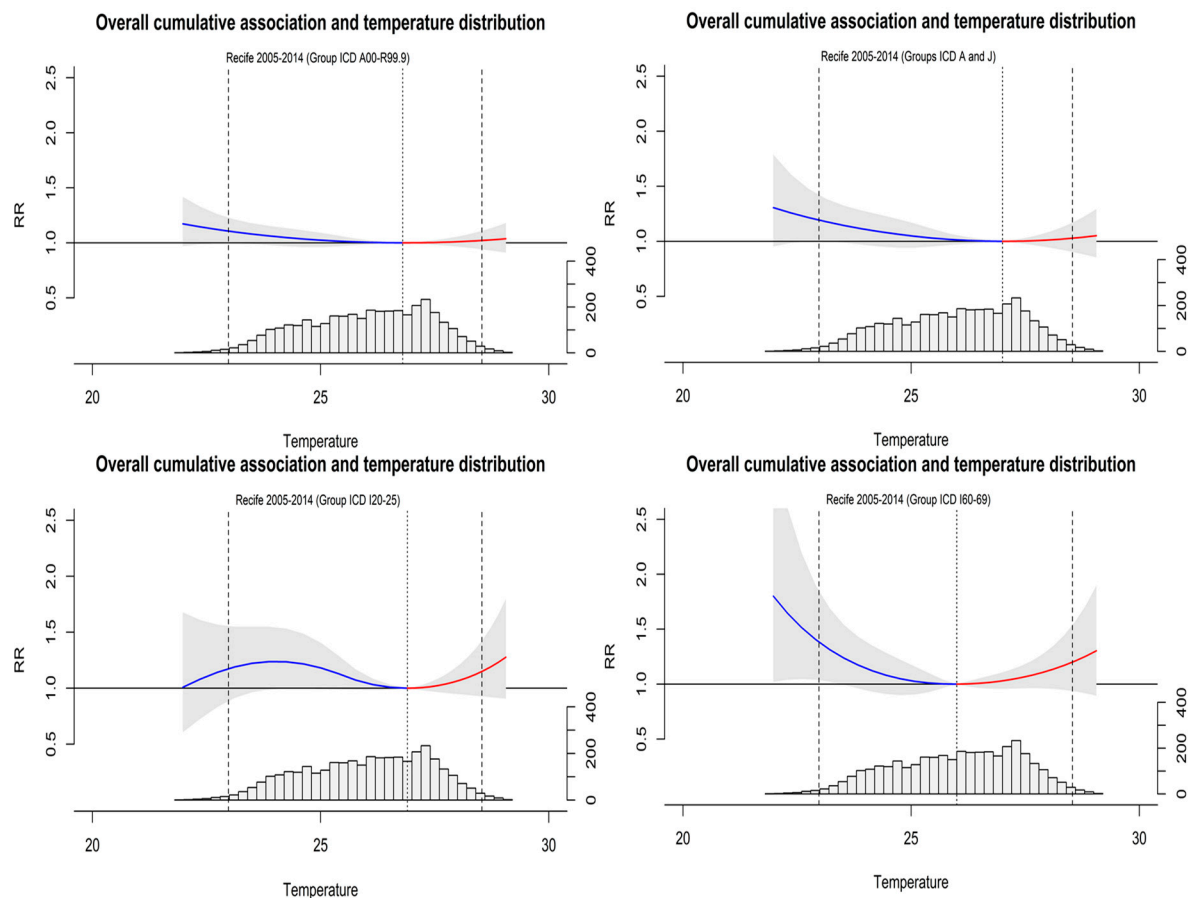 Overall cumulative association and temperature distribution
Recife 2005-2014 (Group ICD A00-R99.9)
RR
2.5
2.0
1.5
1.0
0.5
400
200
0
20
25
30
Temperature
Overall cumulative association and temperature distribution
Recife 2005-2014 (Groups ICD A and J)
RR
2.5
2.0
1.5
1.0
0.5
400
200
0
20
25
30
Temperature
Overall cumulative association and temperature distribution
Recife 2005-2014 (Group ICD I20-25)
RR
2.5
2.0
1.5
1.0
0.5
400
200
0
20
25
30
Temperature
Overall cumulative association and temperature distribution
Recife 2005-2014 (Group ICD I60-69)
RR
2.5
2.0
1.5
1.0
0.5
400
200
0
20
25
30
Temperature